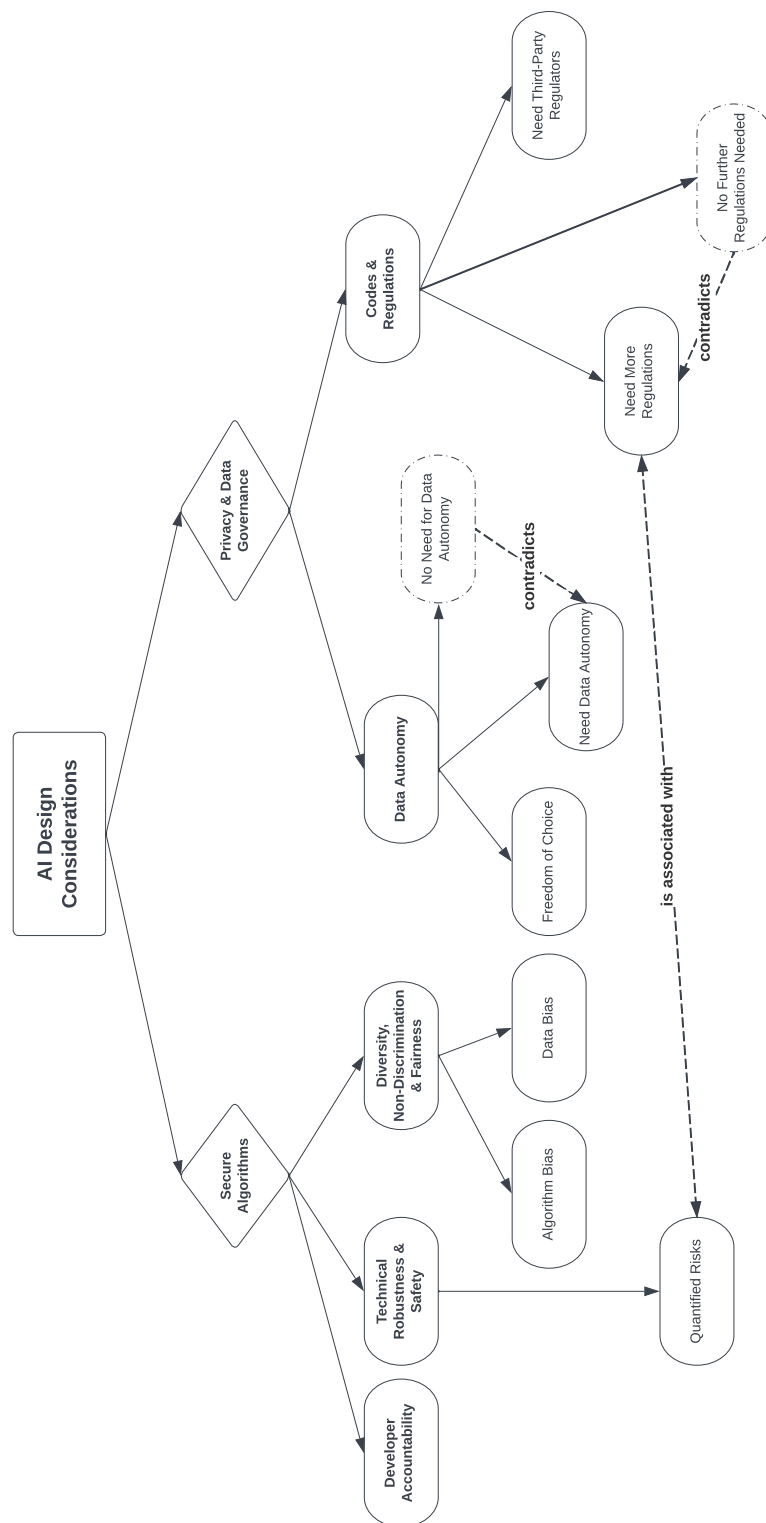 AI Design
Considerations
Secure
Algorithms
Privacy & Data
Governance
Developer
Accountability
Technical
Robustness &
Safety
Diversity,
Non-Discrimination
& Fairness
Data Autonomy
Codes &
Regulations
Quantified Risks
Algorithm Bias
Data Bias
Freedom of Choice
Need Data Autonomy
No Need for Data
Autonomy
contradicts
Need More
Regulations
No Further
Regulations Needed
contradicts
Need Third-Party
Regulators
is associated with